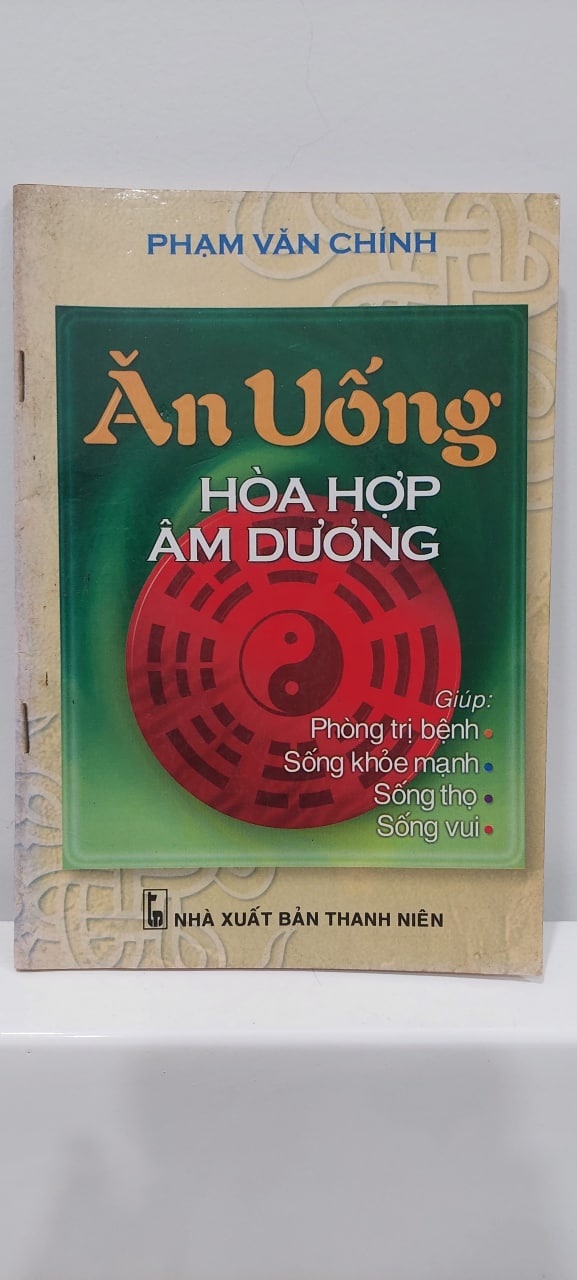 PHẠM VĂN CHÍNH
Ăn Uống
HÒA HỢP
ÂM DƯƠNG
Giúp:
Phòng trị bệnh •
Sống khỏe mạnh •
Sống thọ •
Sống vui •
tn NHÀ XUẤT BẢN THANH NIÊN